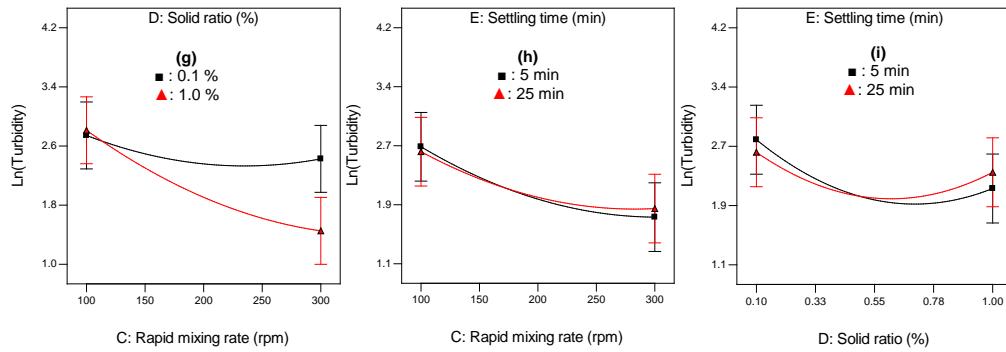 D: Solid ratio (%)
(g)
■: 0.1 %
▲: 1.0 %
Ln(Turbidity)
4.2
3.4
2.6
1.8
1.0
100
150
200
250
300
C: Rapid mixing rate (rpm)
E: Settling time (min)
(h)
■: 5 min
▲: 25 min
Ln(Turbidity)
4.2
3.4
2.7
1.9
1.1
100
150
200
250
300
C: Rapid mixing rate (rpm)
E: Settling time (min)
(i)
■: 5 min
▲: 25 min
Ln(Turbidity)
4.2
3.4
2.7
1.9
1.1
0.10
0.33
0.55
0.78
1.00
D: Solid ratio (%)